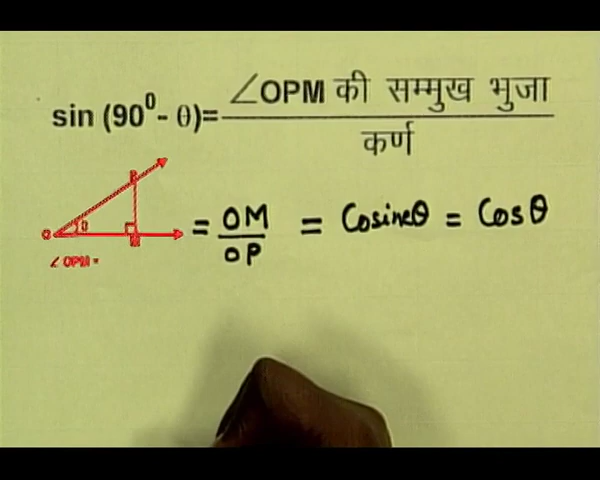 sin (90⁰- θ)= ∠OPM की सम्मुख भुजा
कर्ण
P
O θ
M
∠ OPM =
= OM = Cosineθ = Cosθ
OP